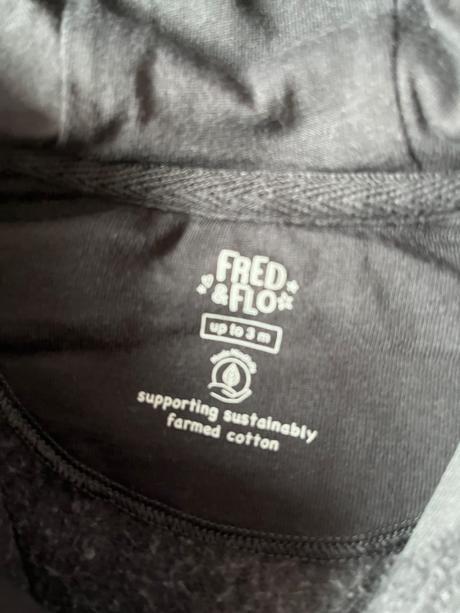 FRED
&FLO
up to 3 m
supporting sustainably
farmed cotton